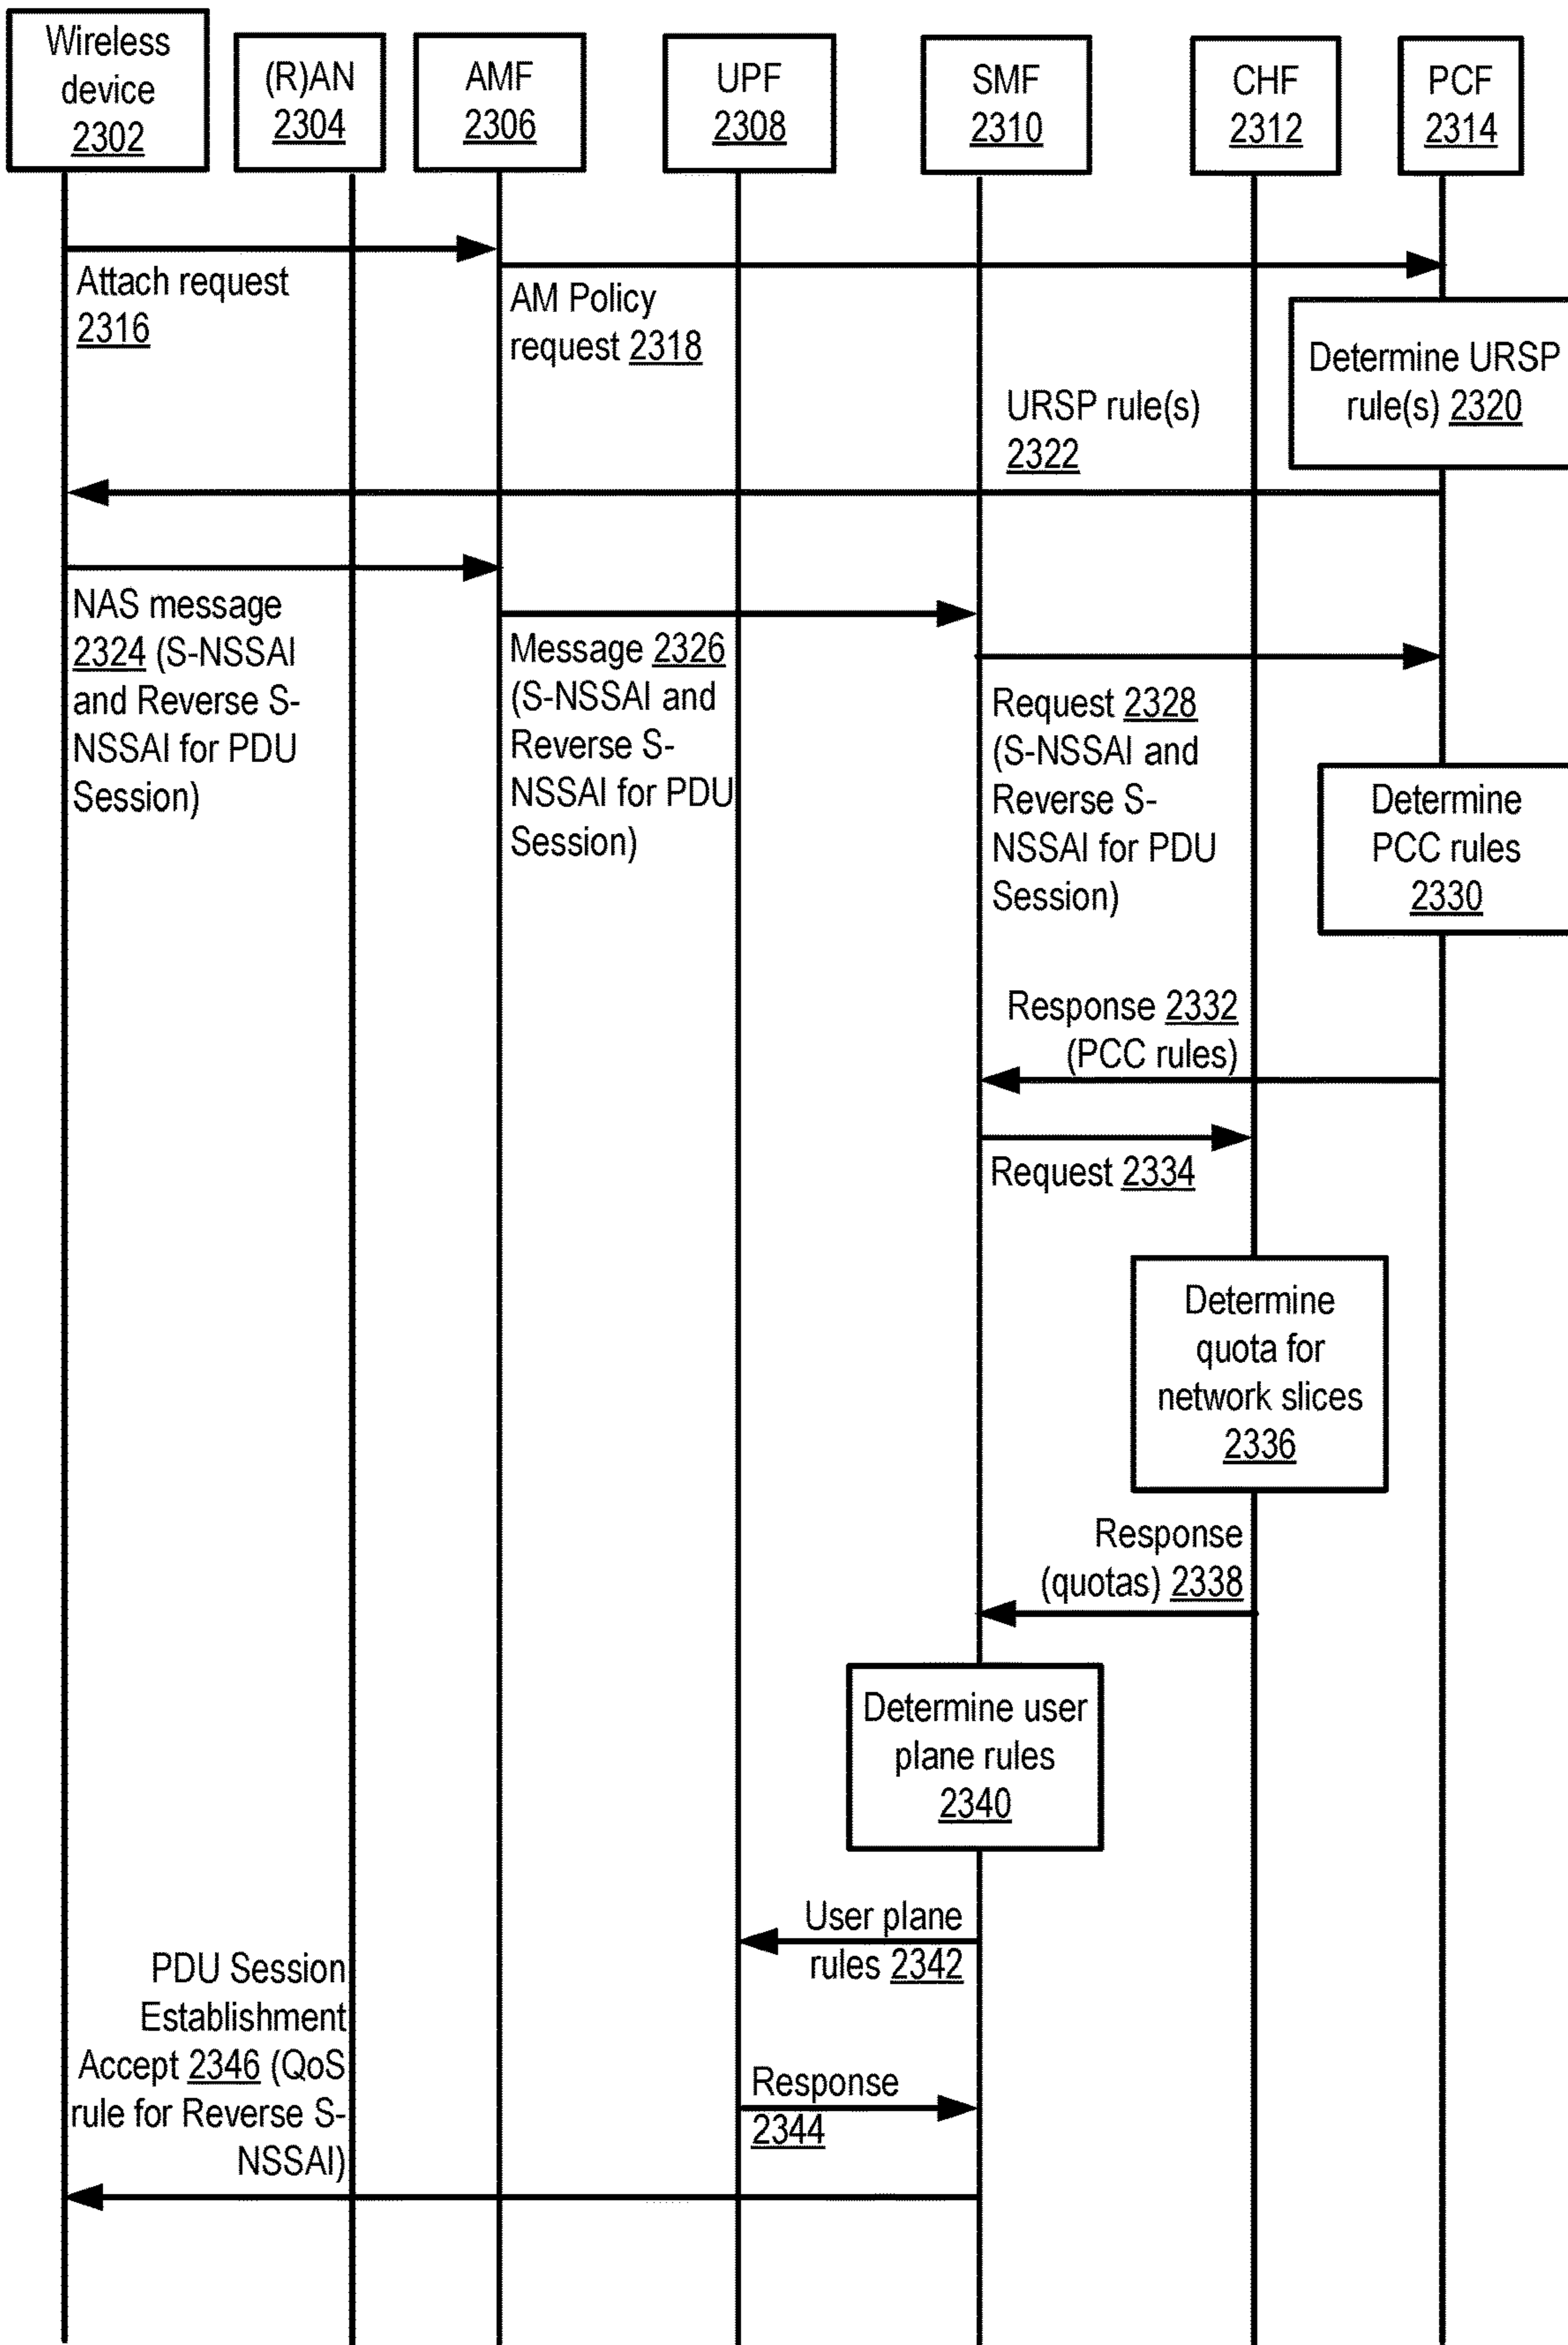 Wireless
device
2302
(R)AN
2304
AMF
2306
UPF
2308
SMF
2310
CHF
2312
PCF
2314
Attach request
2316
AM Policy
request 2318
Determine URSP
rule(s) 2320
URSP rule(s)
2322
NAS message
2324 (S-NSSAI
and Reverse S-
NSSAI for PDU
Session)
Message 2326
(S-NSSAI and
Reverse S-
NSSAI for PDU
Session)
Request 2328
(S-NSSAI and
Reverse S-
NSSAI for PDU
Session)
Determine
PCC rules
2330
Response 2332
(PCC rules)
Request 2334
Determine
quota for
network slices
2336
Response
(quotas) 2338
Determine user
plane rules
2340
User plane
rules 2342
Response
2344
PDU Session
Establishment
Accept 2346 (QoS
rule for Reverse S-
NSSAI)